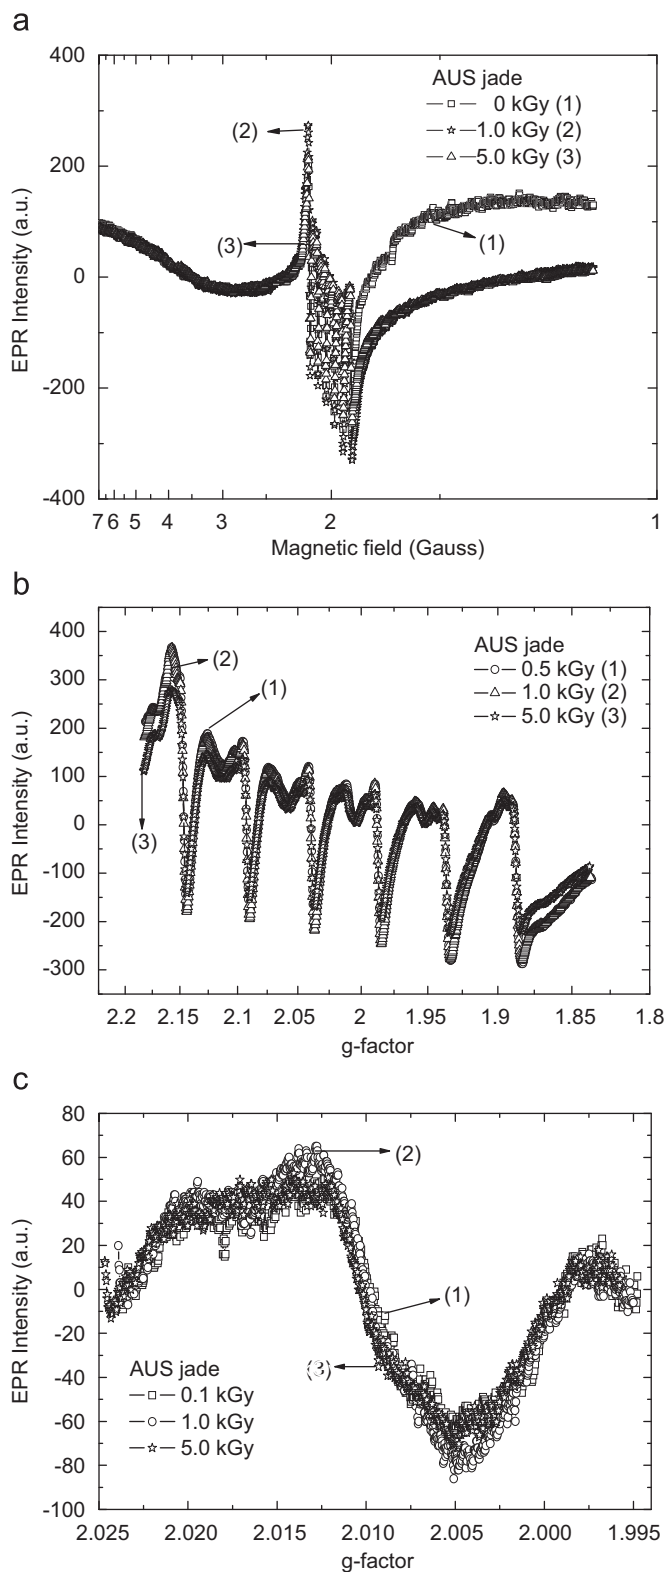 a
400
AUS jade
0 kGy (1)
1.0 kGy (2)
5.0 kGy (3)
(2)
200
(3)
(1)
0
-200
-400
EPR Intensity (a.u.)
7 6 5 4 3 2 1
Magnetic field (Gauss)
b
400
AUS jade
0.5 kGy (1)
1.0 kGy (2)
5.0 kGy (3)
(2)
300
(1)
200
100
0
(3)
-100
-200
-300
EPR Intensity (a.u.)
2.2 2.15 2.1 2.05 2 1.95 1.9 1.85 1.8
g-factor
c
80
60
(2)
40
20
0
(1)
-20
(3)
-40
AUS jade
0.1 kGy
1.0 kGy
5.0 kGy
-60
-80
-100
EPR Intensity (a.u.)
2.025 2.020 2.015 2.010 2.005 2.000 1.995
g-factor